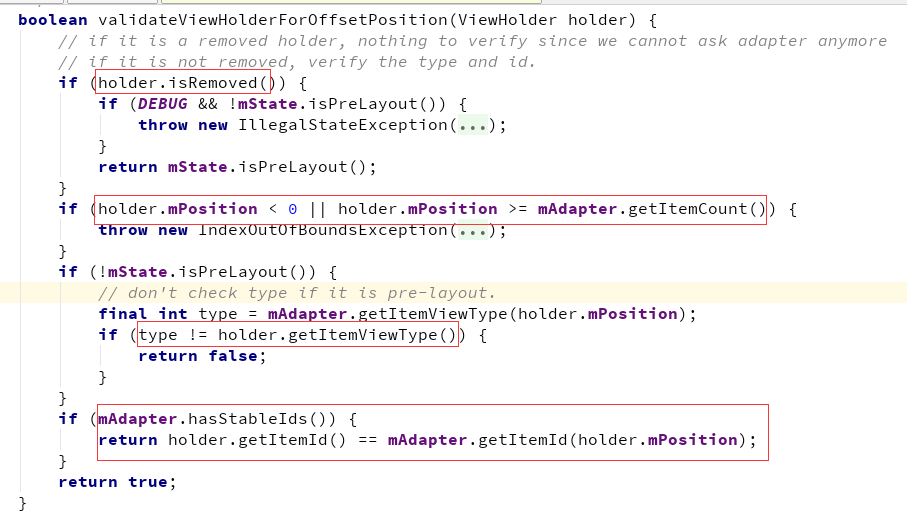 boolean validateViewHolderForOffsetPosition(ViewHolder holder) {
    // if it is a removed holder, nothing to verify since we cannot ask adapter anymore
    // if it is not removed, verify the type and id.
    if (holder.isRemoved()) {
        if (DEBUG && !mState.isPreLayout()) {
            throw new IllegalStateException(...);
        }
        return mState.isPreLayout();
    }
    if (holder.mPosition < 0 || holder.mPosition >= mAdapter.getItemCount()) {
        throw new IndexOutOfBoundsException(...);
    }
    if (!mState.isPreLayout()) {
        // don't check type if it is pre-layout.
        final int type = mAdapter.getItemViewType(holder.mPosition);
        if (type != holder.getItemViewType()) {
            return false;
        }
    }
    if (mAdapter.hasStableIds()) {
        return holder.getItemId() == mAdapter.getItemId(holder.mPosition);
    }
    return true;
}